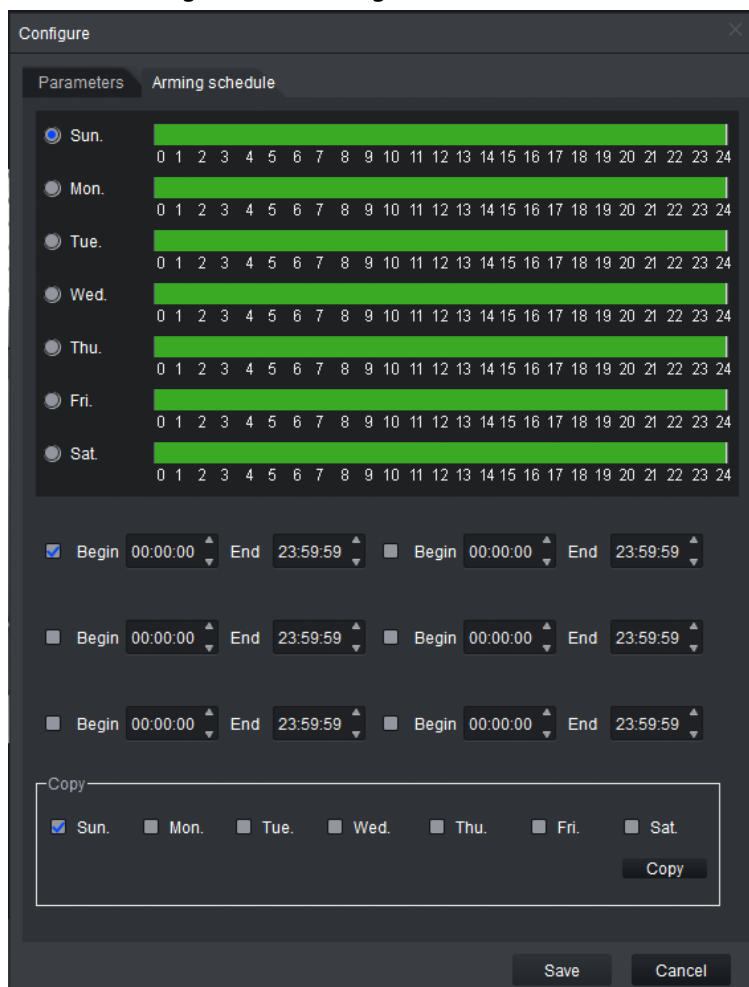 Configure
Parameters Arming schedule
Sun.
0 1 2 3 4 5 6 7 8 9 10 11 12 13 14 15 16 17 18 19 20 21 22 23 24
Mon.
0 1 2 3 4 5 6 7 8 9 10 11 12 13 14 15 16 17 18 19 20 21 22 23 24
Tue.
0 1 2 3 4 5 6 7 8 9 10 11 12 13 14 15 16 17 18 19 20 21 22 23 24
Wed.
0 1 2 3 4 5 6 7 8 9 10 11 12 13 14 15 16 17 18 19 20 21 22 23 24
Thu.
0 1 2 3 4 5 6 7 8 9 10 11 12 13 14 15 16 17 18 19 20 21 22 23 24
Fri.
0 1 2 3 4 5 6 7 8 9 10 11 12 13 14 15 16 17 18 19 20 21 22 23 24
Sat.
0 1 2 3 4 5 6 7 8 9 10 11 12 13 14 15 16 17 18 19 20 21 22 23 24
Begin 00:00:00 End 23:59:59 Begin 00:00:00 End 23:59:59
Begin 00:00:00 End 23:59:59 Begin 00:00:00 End 23:59:59
Begin 00:00:00 End 23:59:59 Begin 00:00:00 End 23:59:59
Copy
Sun. Mon. Tue. Wed. Thu. Fri. Sat.
Copy
Save Cancel